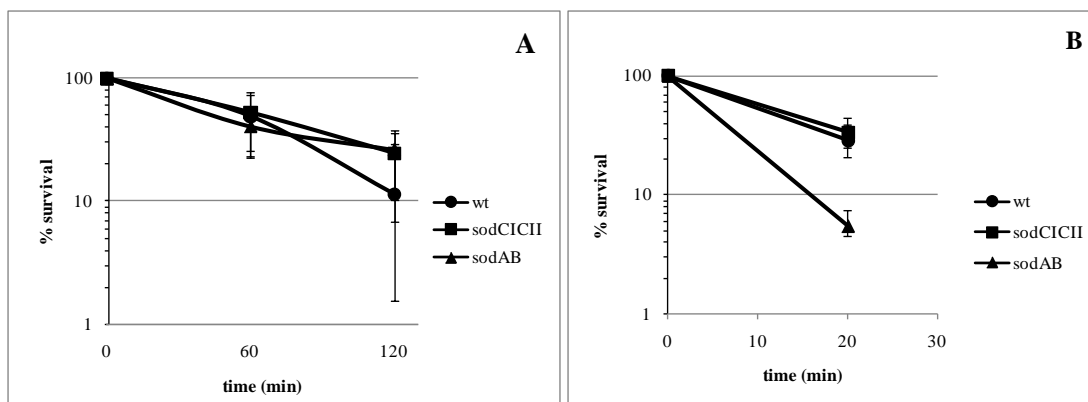 A
100
10
1
0
60
120
% survival
time (min)
wt
sodCICII
sodAB
B
100
10
1
0
10
20
30
% survival
time (min)
wt
sodCICII
sodAB